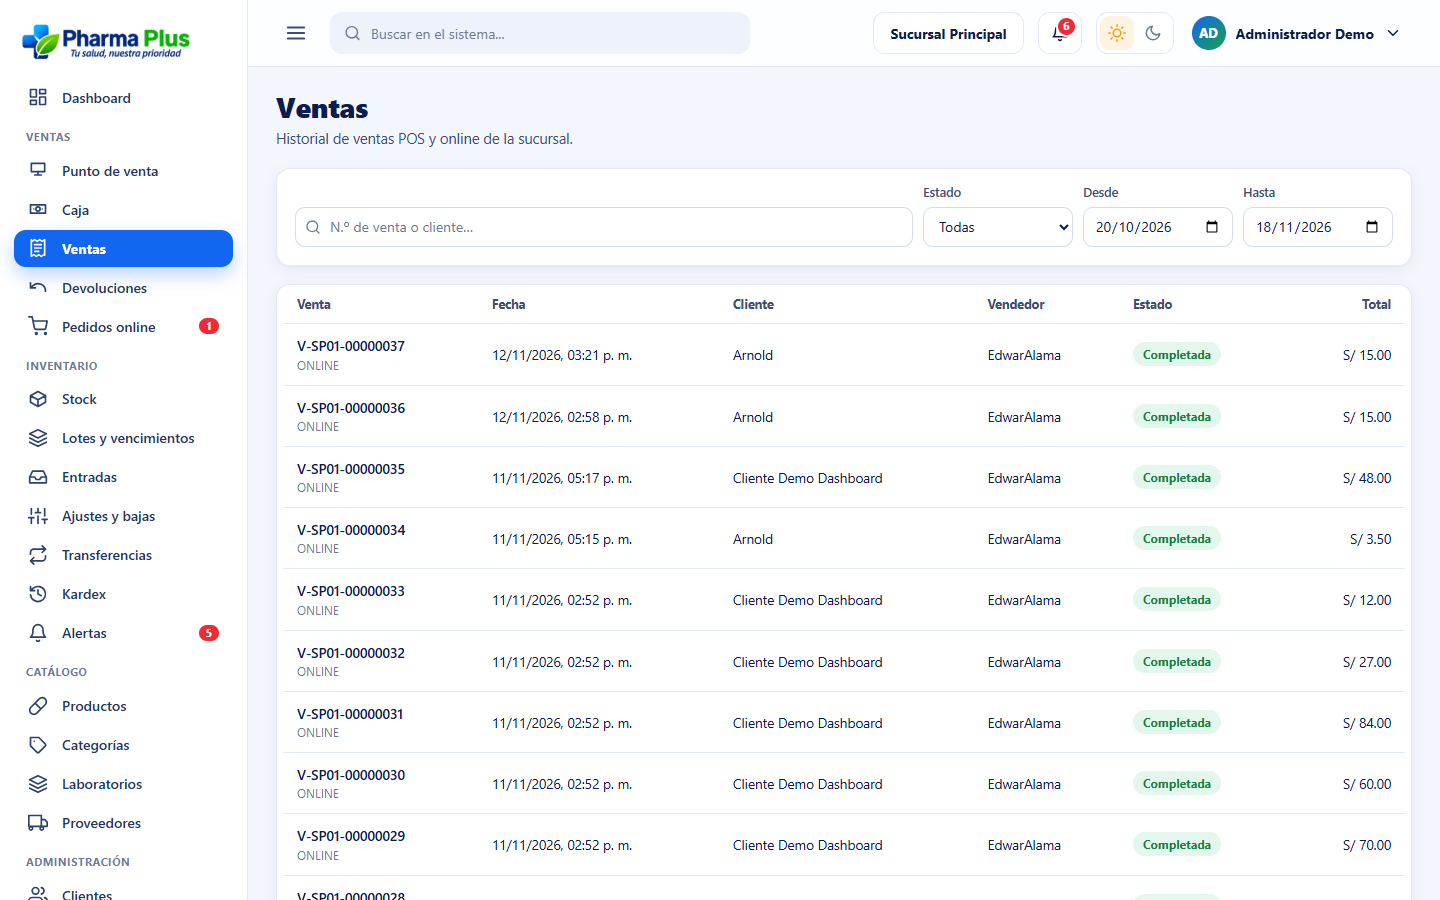 Pharma Plus
Tu salud, nuestra prioridad
Buscar en el sistema...
Sucursal Principal
6
AD
Administrador Demo
Dashboard
VENTAS
Punto de venta
Caja
Ventas
Devoluciones
Pedidos online
1
INVENTARIO
Stock
Lotes y vencimientos
Entradas
Ajustes y bajas
Transferencias
Kardex
Alertas
5
CATÁLOGO
Productos
Categorías
Laboratorios
Proveedores
ADMINISTRACIÓN
Clientes
Ventas
Historial de ventas POS y online de la sucursal.
Estado Desde Hasta
N.º de venta o cliente... Todas 20/10/2026 18/11/2026
Venta Fecha Cliente Vendedor Estado Total
V-SP01-00000037
ONLINE
12/11/2026, 03:21 p. m. Arnold EdwarAlama Completada S/ 15.00
V-SP01-00000036
ONLINE
12/11/2026, 02:58 p. m. Arnold EdwarAlama Completada S/ 15.00
V-SP01-00000035
ONLINE
11/11/2026, 05:17 p. m. Cliente Demo Dashboard EdwarAlama Completada S/ 48.00
V-SP01-00000034
ONLINE
11/11/2026, 05:15 p. m. Arnold EdwarAlama Completada S/ 3.50
V-SP01-00000033
ONLINE
11/11/2026, 02:52 p. m. Cliente Demo Dashboard EdwarAlama Completada S/ 12.00
V-SP01-00000032
ONLINE
11/11/2026, 02:52 p. m. Cliente Demo Dashboard EdwarAlama Completada S/ 27.00
V-SP01-00000031
ONLINE
11/11/2026, 02:52 p. m. Cliente Demo Dashboard EdwarAlama Completada S/ 84.00
V-SP01-00000030
ONLINE
11/11/2026, 02:52 p. m. Cliente Demo Dashboard EdwarAlama Completada S/ 60.00
V-SP01-00000029
ONLINE
11/11/2026, 02:52 p. m. Cliente Demo Dashboard EdwarAlama Completada S/ 70.00
V-SP01-00000028